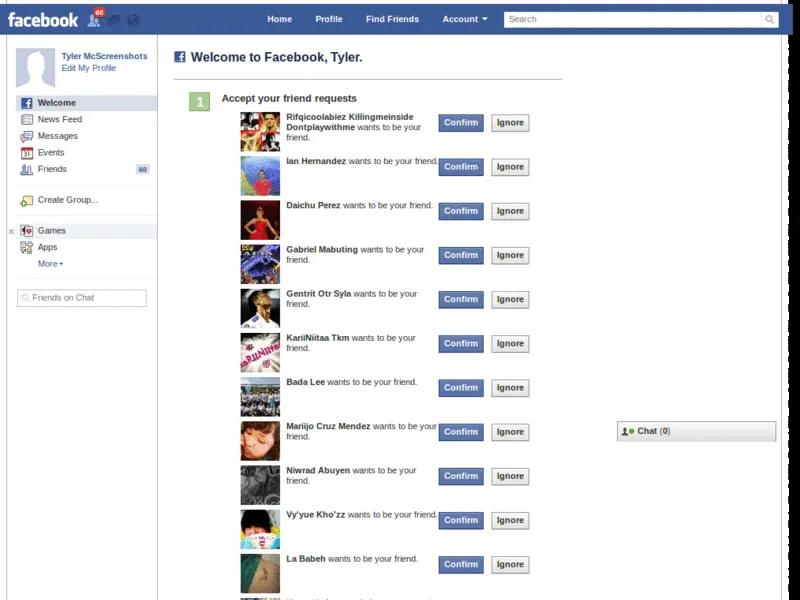 facebook
60
Home
Profile
Find Friends
Account
Search
Tyler McScreenshots
Edit My Profile
Welcome
News Feed
Messages
31
Events
Friends
60
Create Group...
Games
Apps
More
Friends on Chat
Welcome to Facebook, Tyler.
1
Accept your friend requests
Rifqicoolabiez Killingmeinside
Dontplaywithme wants to be your
friend.
Confirm
Ignore
Ian Hernandez wants to be your friend.
Confirm
Ignore
Daichu Perez wants to be your friend.
Confirm
Ignore
Gabriel Mabuting wants to be your
friend.
Confirm
Ignore
Gentrit Otr Syla wants to be your
friend.
Confirm
Ignore
KariiNiitaa Tkm wants to be your
friend.
Confirm
Ignore
Bada Lee wants to be your friend.
Confirm
Ignore
Mariijo Cruz Mendez wants to be your
friend.
Confirm
Ignore
Niwrad Abuyen wants to be your
friend.
Confirm
Ignore
Vy'yue Kho'zz wants to be your friend.
Confirm
Ignore
La Babeh wants to be your friend.
Confirm
Ignore
Chat (0)